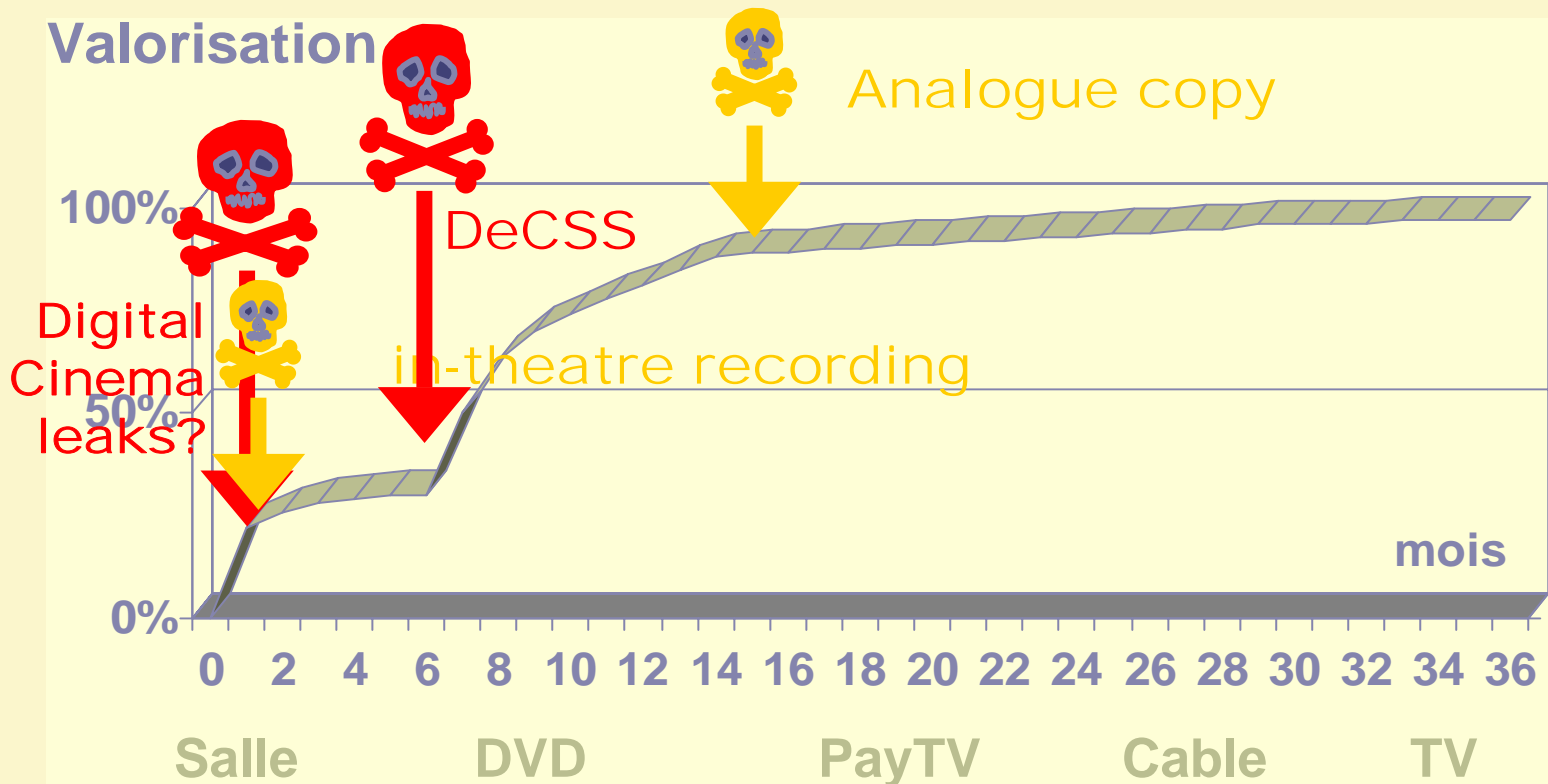 Valorisation
Analogue copy
100%
DeCSS
Digital
Cinema
leaks?
in-theatre recording
50%
mois
0%
0 2 4 6 8 10 12 14 16 18 20 22 24 26 28 30 32 34 36
Salle DVD PayTV Cable TV